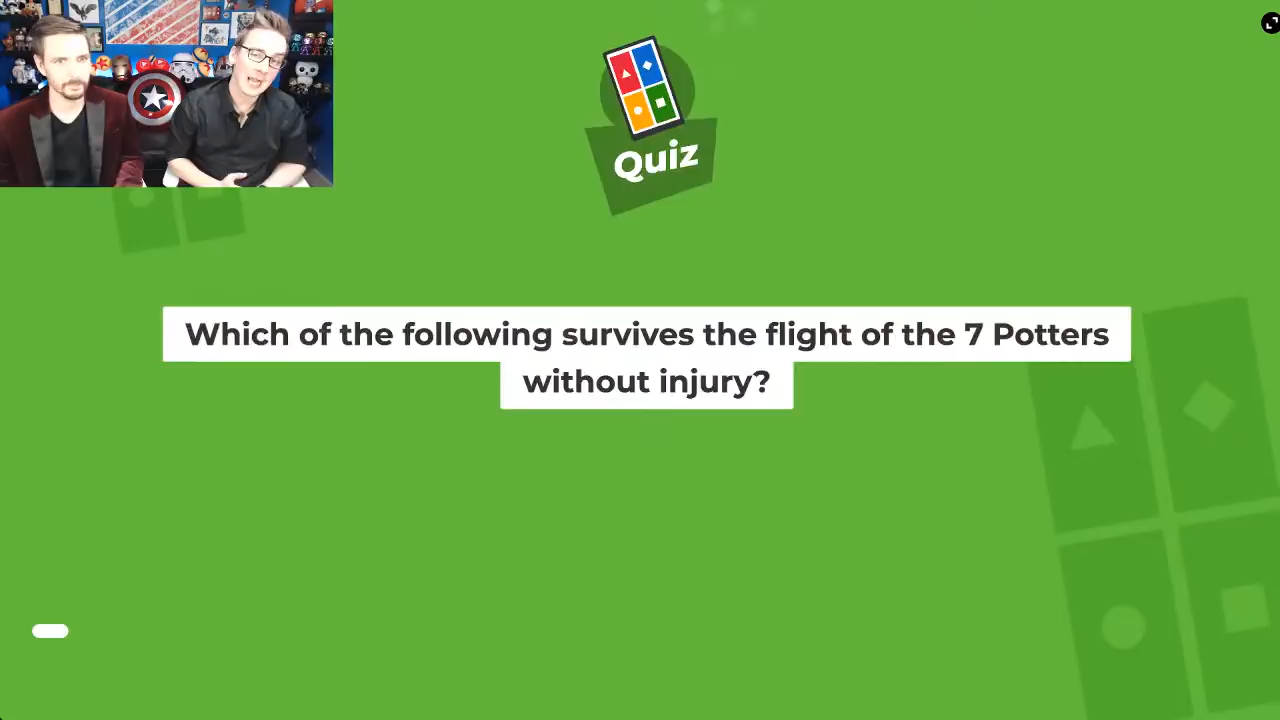 Quiz
Which of the following survives the flight of the 7 Potters
without injury?